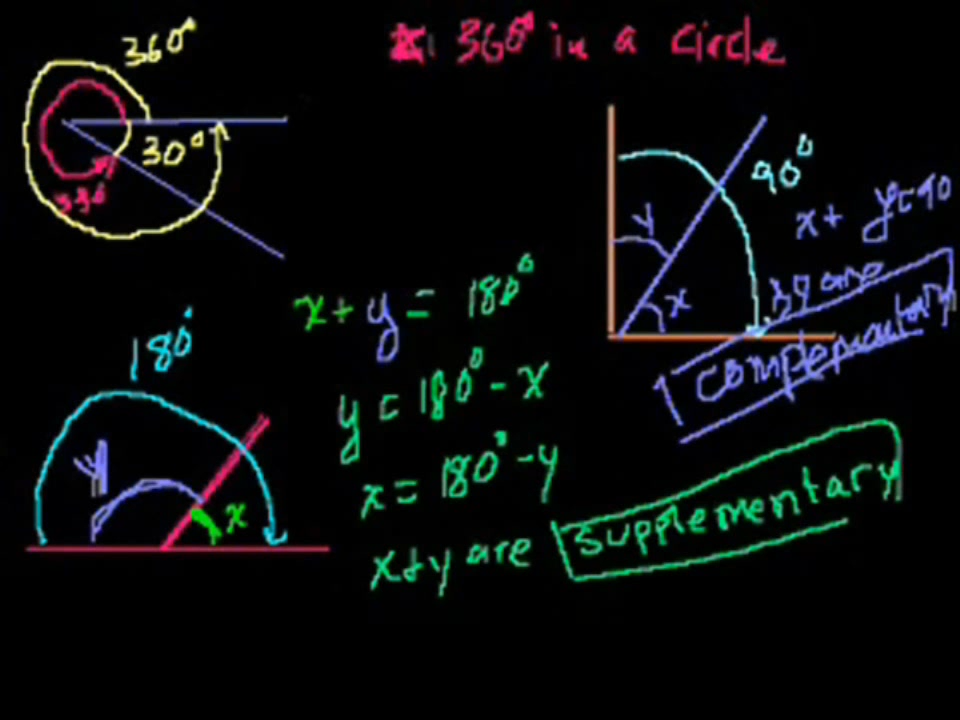 360° in a circle
360°
30°
330°
90°
y
x
x + y = 90
are
complementary
x + y = 180°
y = 180° - x
x = 180° - y
x + y are supplementary
180°
y
x